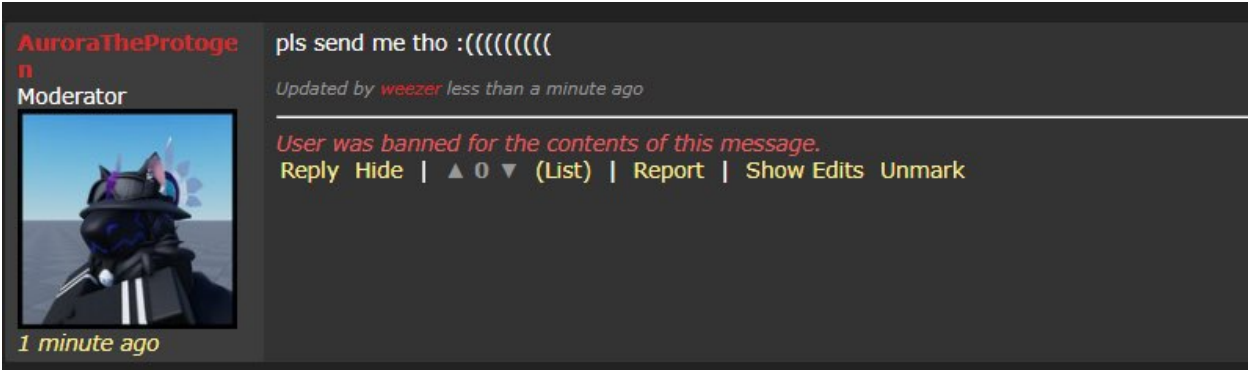 AuroraTheProtoge
n
Moderator
1 minute ago
pls send me tho :(((((((((
Updated by weezer less than a minute ago
User was banned for the contents of this message.
Reply Hide | ▲ 0 ▼ (List) | Report | Show Edits Unmark